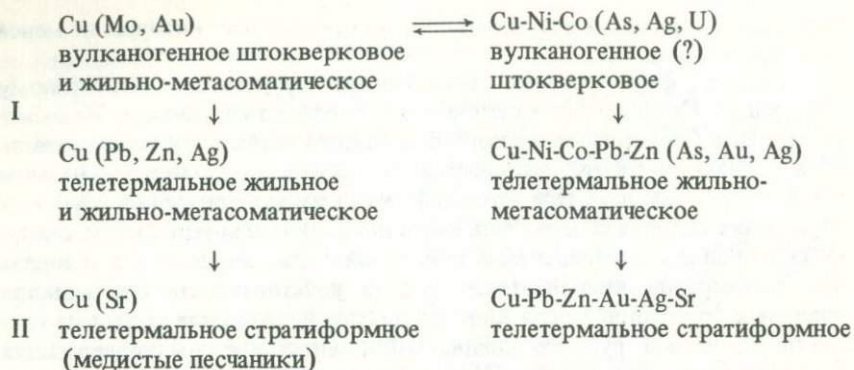 Cu (Mo, Au) ⇌ Cu-Ni-Co (As, Ag, U)
вулканогенное штокверковое вулканогенное (?)
и жильно-метасоматическое штокверковое
I ↓ ↓
Cu (Pb, Zn, Ag) Cu-Ni-Co-Pb-Zn (As, Au, Ag)
телетермальное жильное телетермальное жильно-
и жильно-метасоматическое метасоматическое
↓ ↓
Cu (Sr) Cu-Pb-Zn-Au-Ag-Sr
II телетермальное стратиформное телетермальное стратиформное
(медистые песчаники)